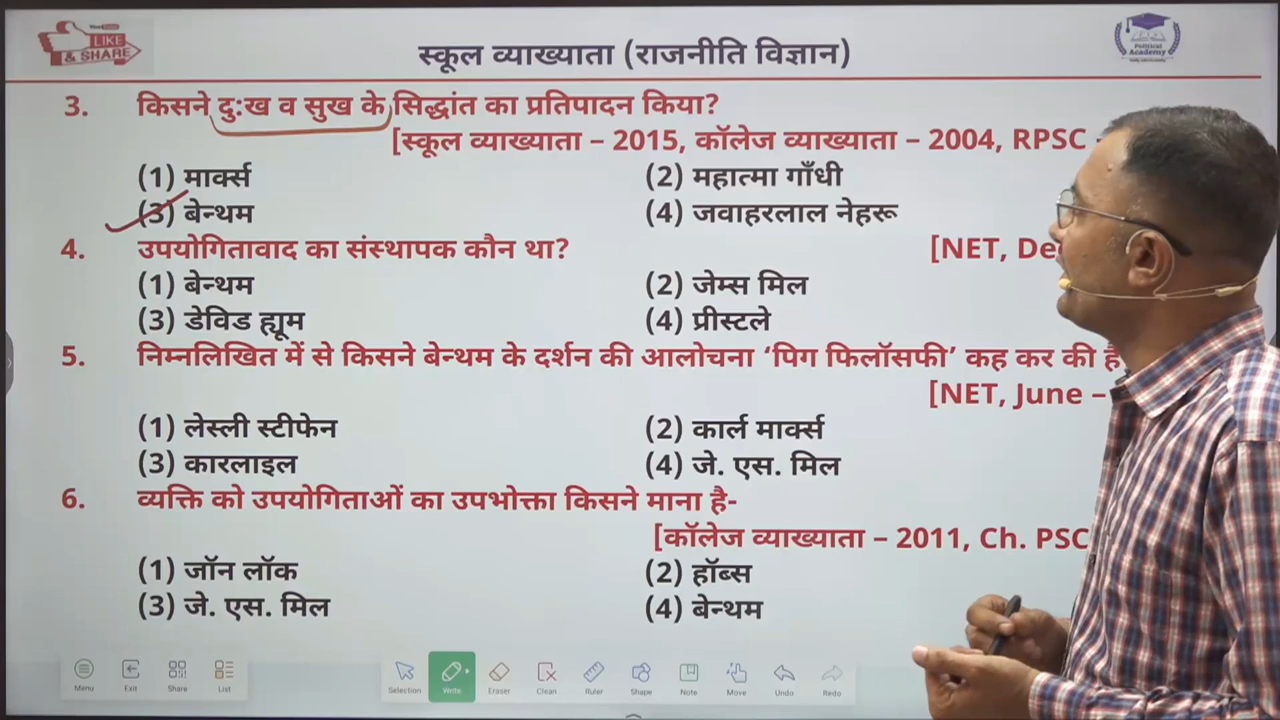 YouTube
LIKE
& SHARE
स्कूल व्याख्याता (राजनीति विज्ञान)
Political
Academy
3. किसने दु:ख व सुख के सिद्धांत का प्रतिपादन किया?
[स्कूल व्याख्याता – 2015, कॉलेज व्याख्याता – 2004, RPSC -
(1) मार्क्स (2) महात्मा गाँधी
(3) बेन्थम (4) जवाहरलाल नेहरू
4. उपयोगितावाद का संस्थापक कौन था? [NET, De
(1) बेन्थम (2) जेम्स मिल
(3) डेविड ह्यूम (4) प्रीस्टले
5. निम्नलिखित में से किसने बेन्थम के दर्शन की आलोचना ‘पिग फिलॉसफी’ कह कर की है
[NET, June –
(1) लेस्ली स्टीफेन (2) कार्ल मार्क्स
(3) कारलाइल (4) जे. एस. मिल
6. व्यक्ति को उपयोगिताओं का उपभोक्ता किसने माना है-
[कॉलेज व्याख्याता – 2011, Ch. PSC
(1) जॉन लॉक (2) हॉब्स
(3) जे. एस. मिल (4) बेन्थम
Menu Exit Share List Selection Write Eraser Clean Ruler Shape Note Move Undo Redo